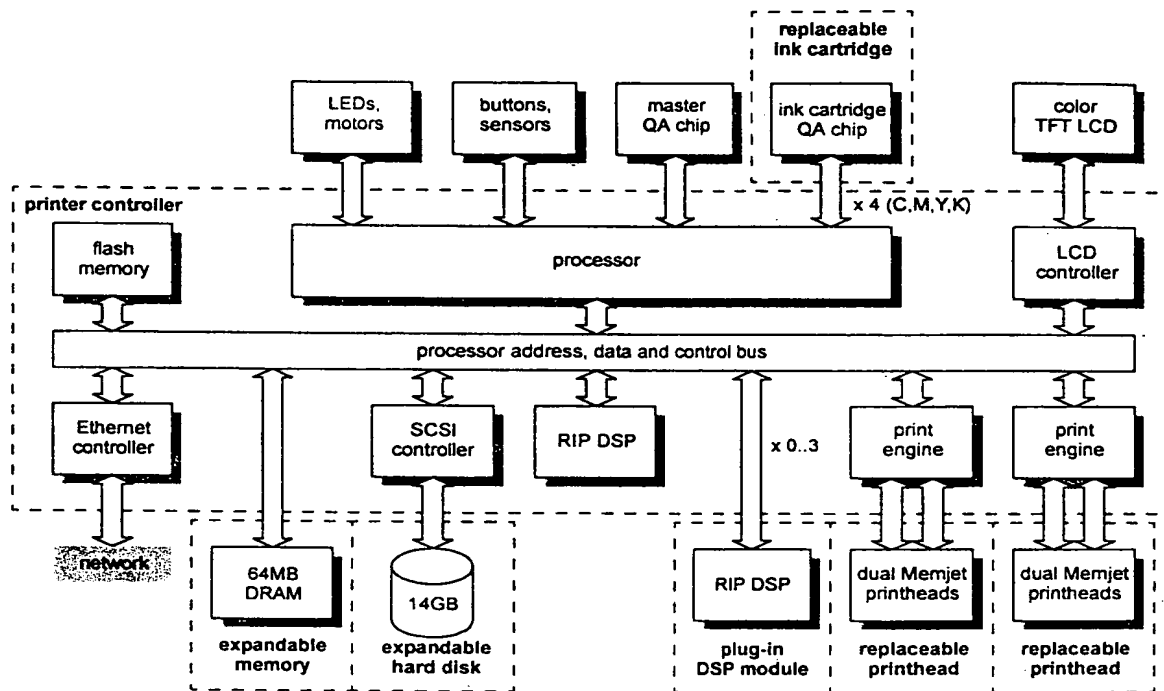 replaceable
ink cartridge
LEDs,
motors
buttons,
sensors
master
QA chip
ink cartridge
QA chip
color
TFT LCD
printer controller
x 4 (C,M,Y,K)
flash
memory
processor
LCD
controller
processor address, data and control bus
Ethernet
controller
SCSI
controller
RIP DSP
x 0..3
print
engine
print
engine
network
64MB
DRAM
14GB
RIP DSP
dual Memjet
printheads
dual Memjet
printheads
expandable
memory
expandable
hard disk
plug-in
DSP module
replaceable
printhead
replaceable
printhead